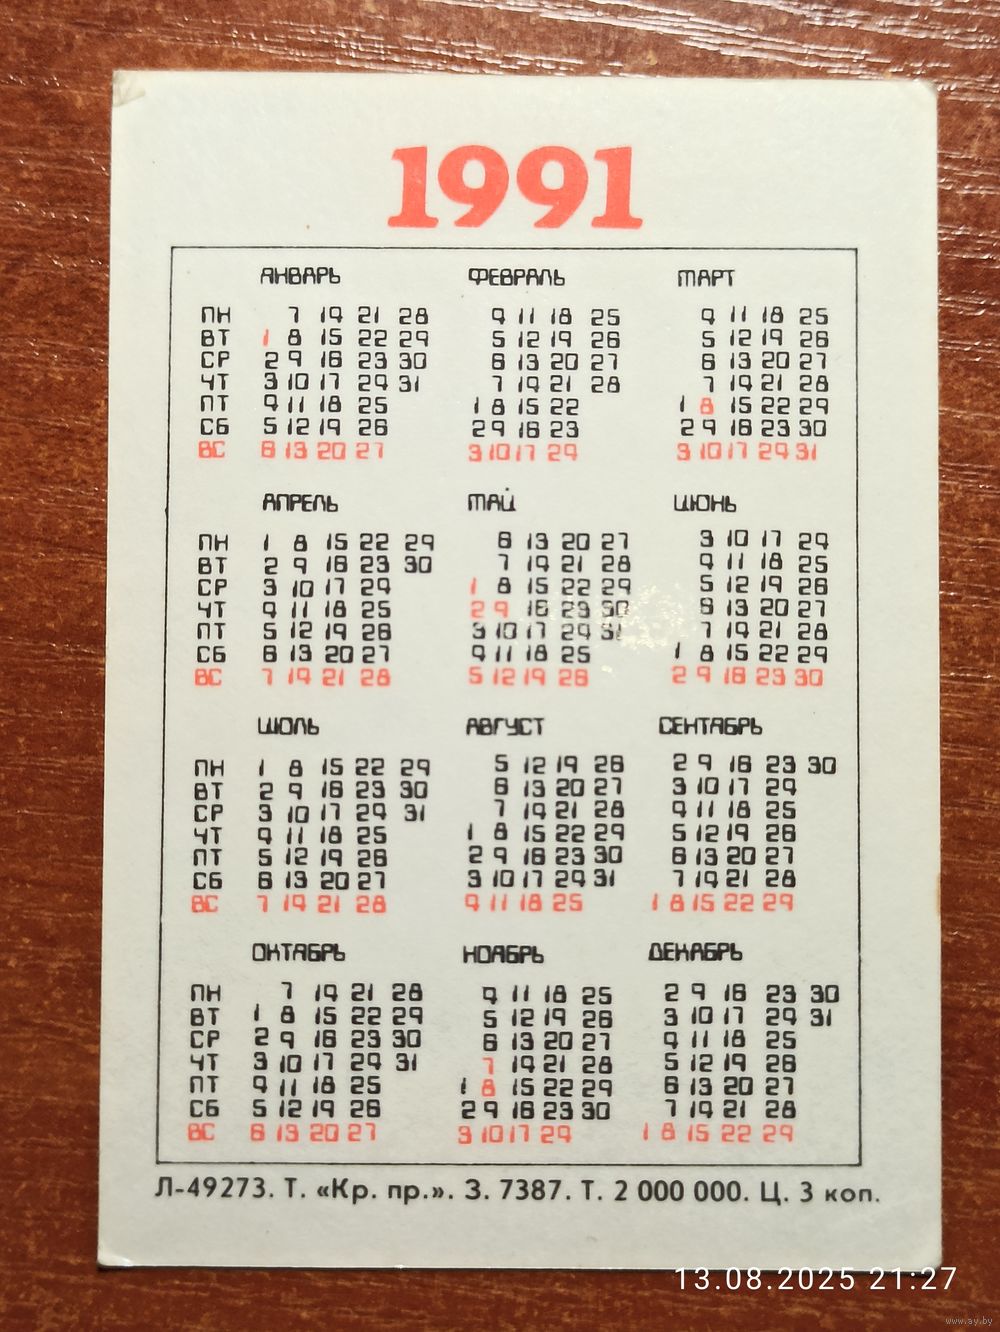 1991
ЯНВАРЬ ФЕВРАЛЬ МАРТ
ПН 7 14 21 28 4 11 18 25 4 11 18 25
ВТ 1 8 15 22 29 5 12 19 26 5 12 19 26
СР 2 9 16 23 30 6 13 20 27 6 13 20 27
ЧТ 3 10 17 24 31 7 14 21 28 7 14 21 28
ПТ 4 11 18 25 1 8 15 22 1 8 15 22 29
СБ 5 12 19 26 2 9 16 23 2 9 16 23 30
ВС 6 13 20 27 3 10 17 24 3 10 17 24 31
АПРЕЛЬ МАЙ ИЮНЬ
ПН 1 8 15 22 29 6 13 20 27 3 10 17 24
ВТ 2 9 16 23 30 7 14 21 28 4 11 18 25
СР 3 10 17 24 1 8 15 22 29 5 12 19 26
ЧТ 4 11 18 25 2 9 16 23 30 6 13 20 27
ПТ 5 12 19 26 3 10 17 24 31 7 14 21 28
СБ 6 13 20 27 4 11 18 25 1 8 15 22 29
ВС 7 14 21 28 5 12 19 26 2 9 16 23 30
ИЮЛЬ АВГУСТ СЕНТЯБРЬ
ПН 1 8 15 22 29 5 12 19 26 2 9 16 23 30
ВТ 2 9 16 23 30 6 13 20 27 3 10 17 24
СР 3 10 17 24 31 7 14 21 28 4 11 18 25
ЧТ 4 11 18 25 1 8 15 22 29 5 12 19 26
ПТ 5 12 19 26 2 9 16 23 30 6 13 20 27
СБ 6 13 20 27 3 10 17 24 31 7 14 21 28
ВС 7 14 21 28 4 11 18 25 1 8 15 22 29
ОКТЯБРЬ НОЯБРЬ ДЕКАБРЬ
ПН 7 14 21 28 4 11 18 25 2 9 16 23 30
ВТ 1 8 15 22 29 5 12 19 26 3 10 17 24 31
СР 2 9 16 23 30 6 13 20 27 4 11 18 25
ЧТ 3 10 17 24 31 7 14 21 28 5 12 19 26
ПТ 4 11 18 25 1 8 15 22 29 6 13 20 27
СБ 5 12 19 26 2 9 16 23 30 7 14 21 28
ВС 6 13 20 27 3 10 17 24 1 8 15 22 29
Л-49273. Т. «Кр. пр.». З. 7387. Т. 2 000 000. Ц. 3 коп.
13.08.2025 21:27
www.ay.by